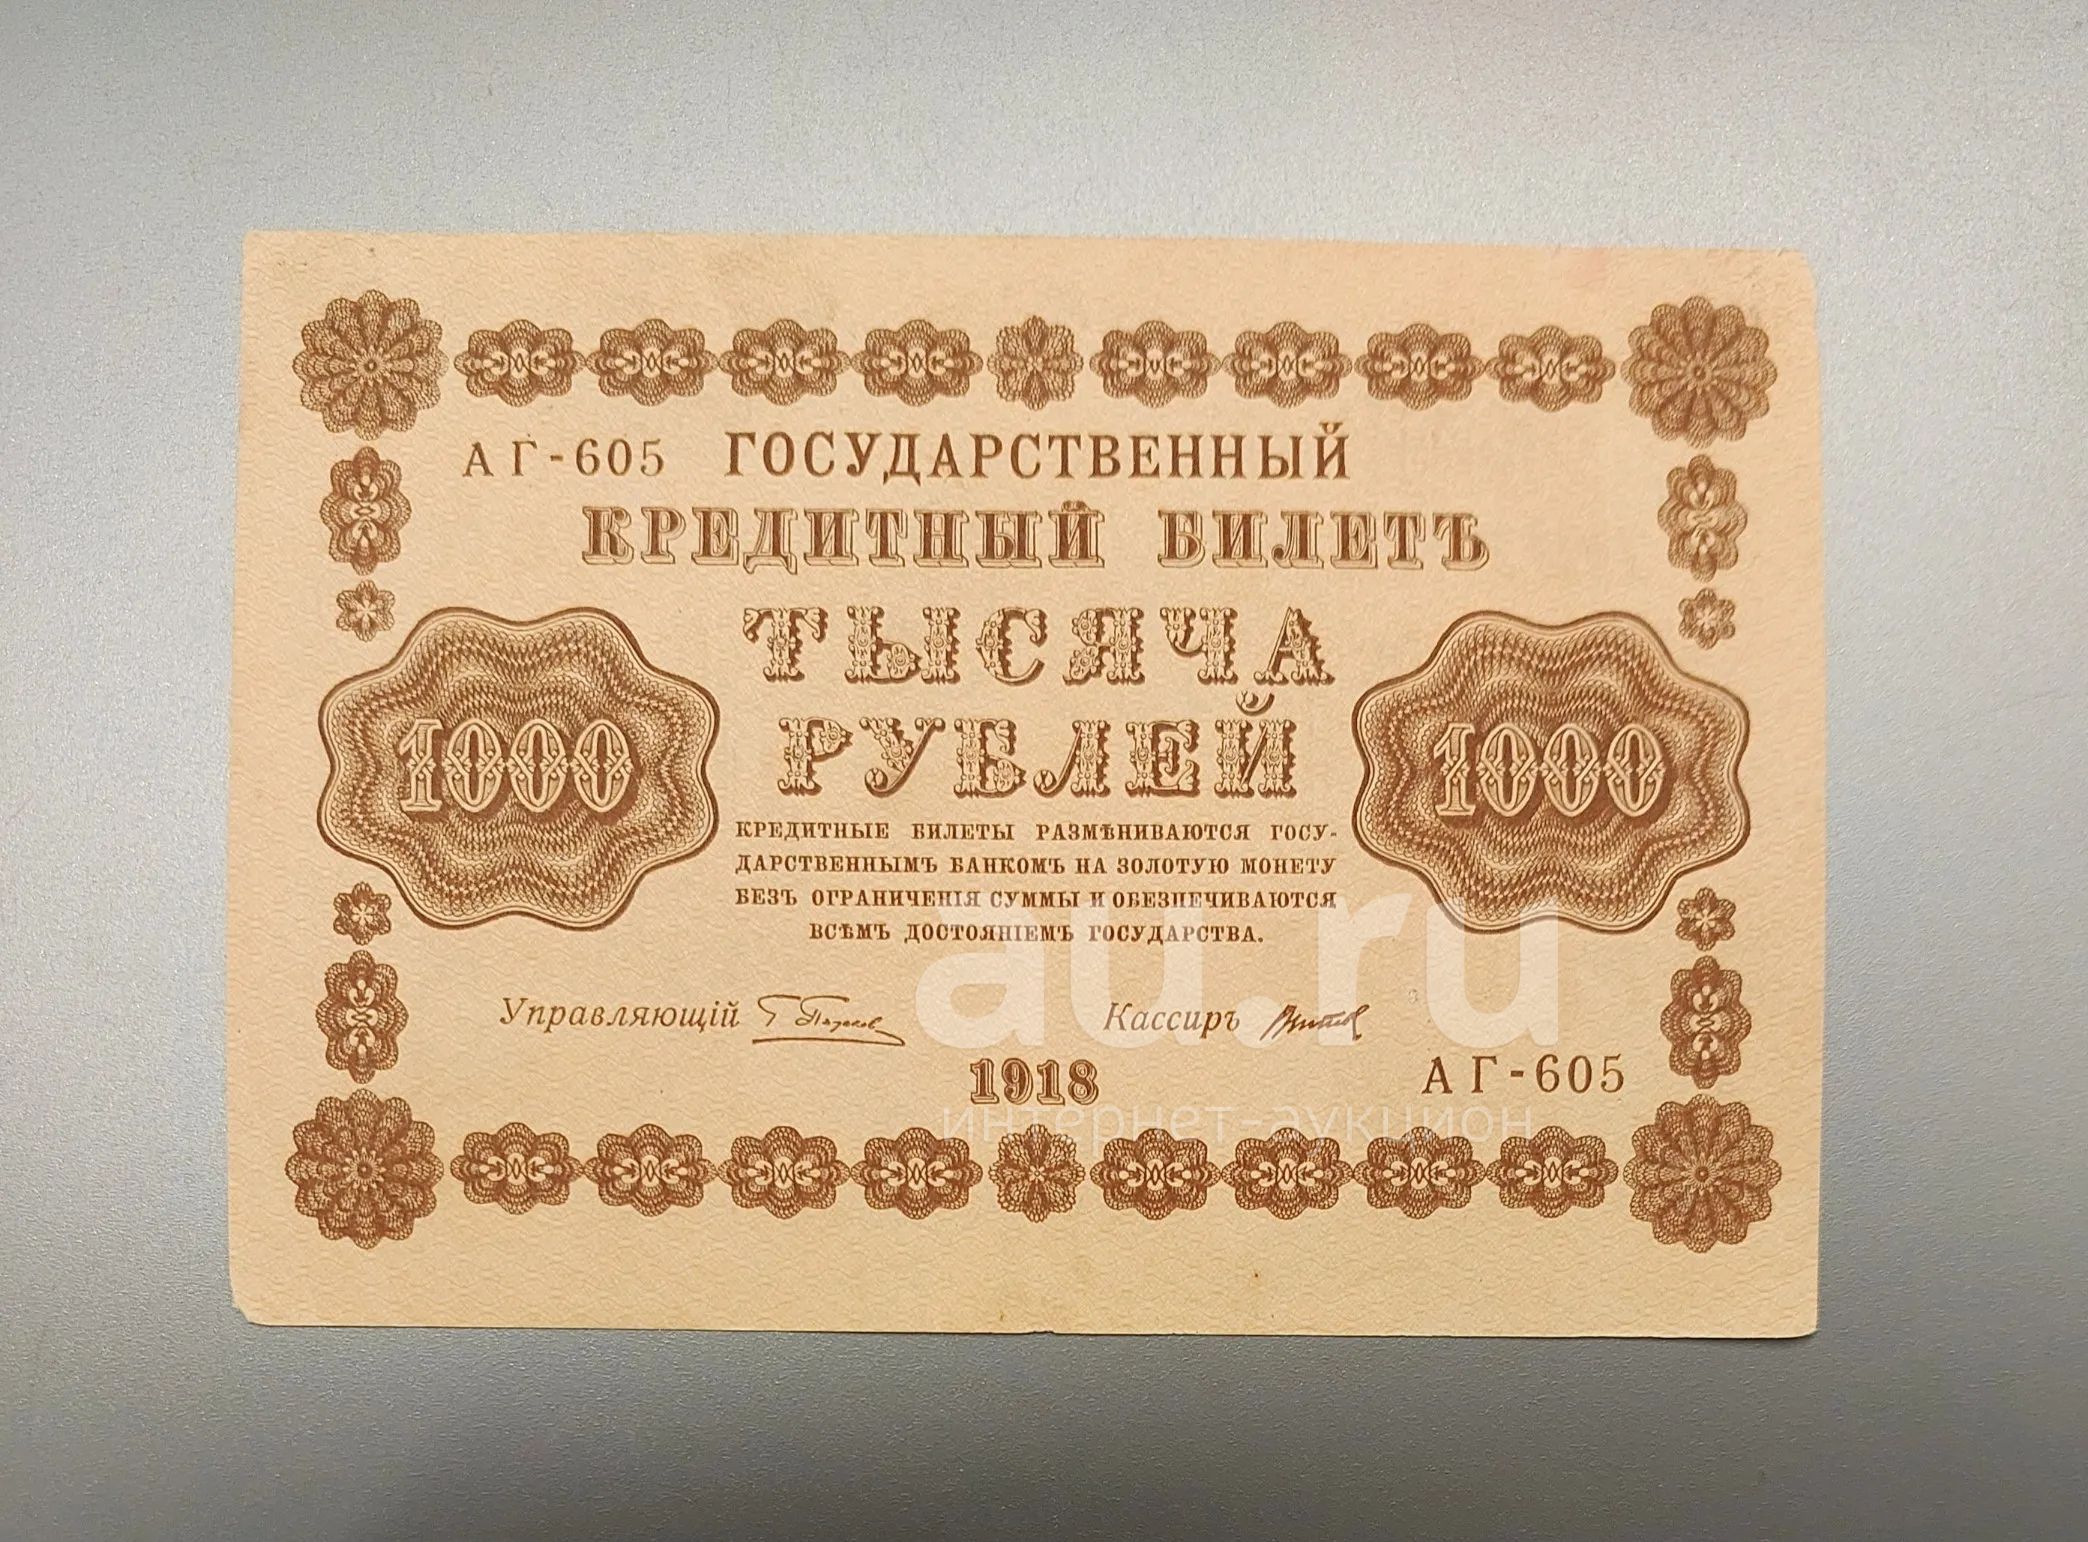 АГ-605 ГОСУДАРСТВЕННЫЙ
КРЕДИТНЫЙ БИЛЕТЪ
ТЫСЯЧА
РУБЛЕЙ
1000 1000
КРЕДИТНЫЕ БИЛЕТЫ РАЗМѢНИВАЮТСЯ ГОСУ-
ДАРСТВЕННЫМЪ БАНКОМЪ НА ЗОЛОТУЮ МОНЕТУ
БЕЗЪ ОГРАНИЧЕНІЯ СУММЫ И ОБЕЗПЕЧИВАЮТСЯ
ВСѢМЪ ДОСТОЯНІЕМЪ ГОСУДАРСТВА.
au.ru
Управляющій Кассиръ
1918
АГ-605
интернет-аукцион